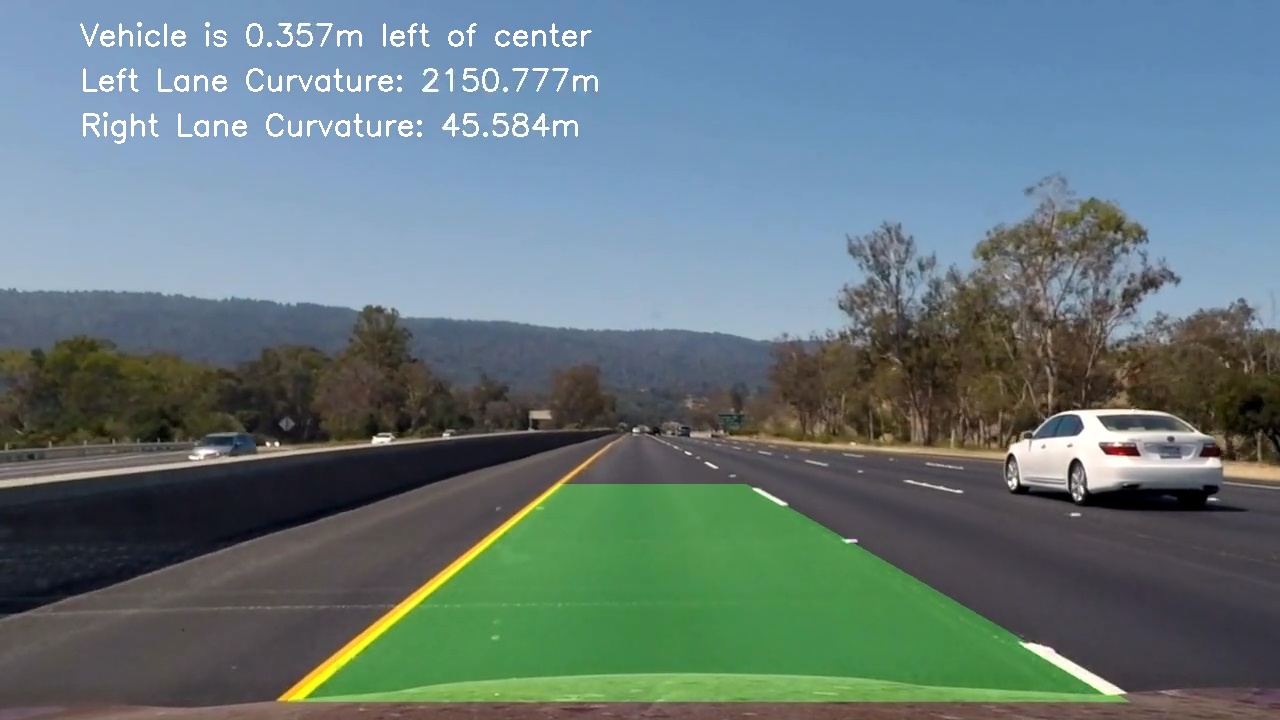 Vehicle is 0.357m left of center
Left Lane Curvature: 2150.777m
Right Lane Curvature: 45.584m